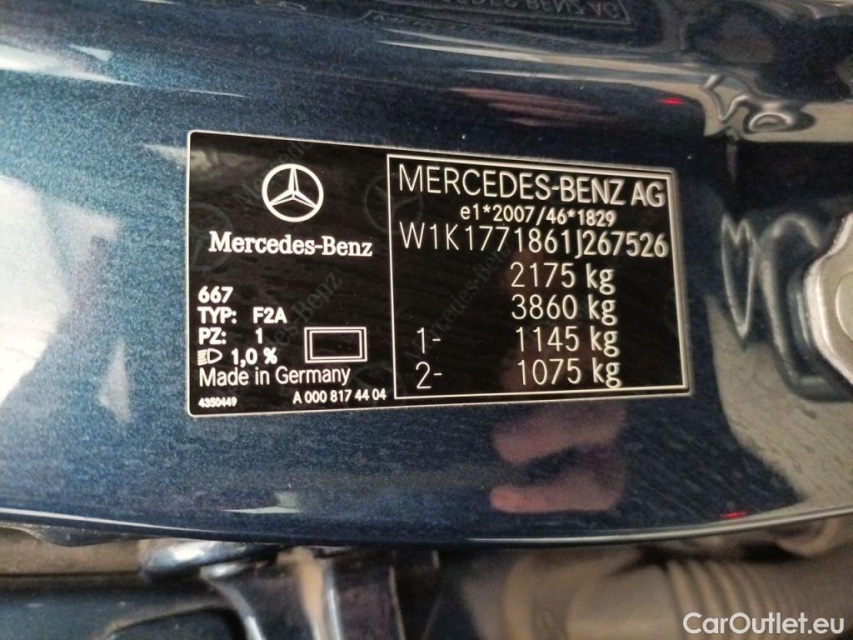 Mercedes-Benz
667
TYP: F2A
PZ: 1
1,0 %
Made in Germany
4350449
A 000 817 44 04
MERCEDES-BENZ AG
e1*2007/46*1829
W1K1771861J267526
2175 kg
3860 kg
1- 1145 kg
2- 1075 kg
CarOutlet.eu